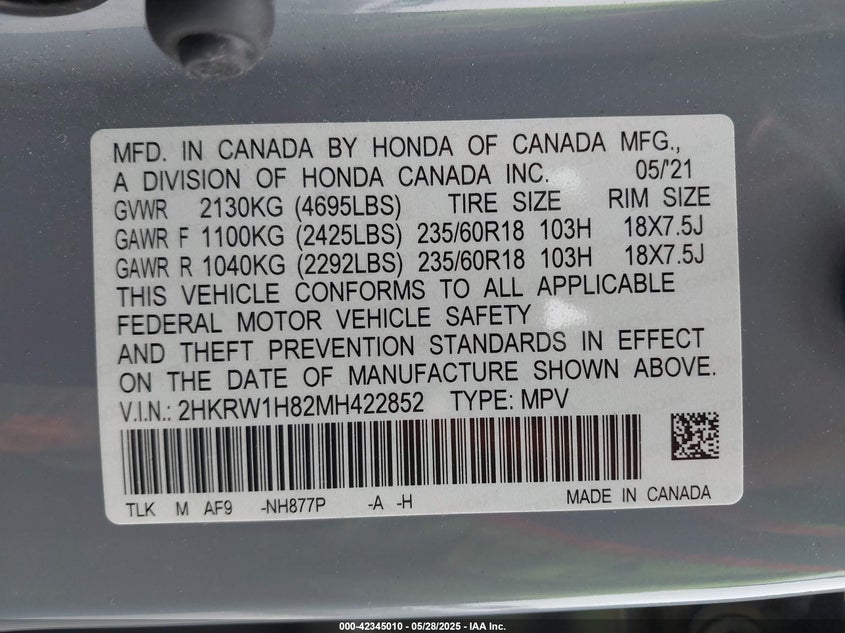 MFD. IN CANADA BY HONDA OF CANADA MFG.,
A DIVISION OF HONDA CANADA INC. 05/'21
GVWR 2130KG (4695LBS) TIRE SIZE RIM SIZE
GAWR F 1100KG (2425LBS) 235/60R18 103H 18X7.5J
GAWR R 1040KG (2292LBS) 235/60R18 103H 18X7.5J
THIS VEHICLE CONFORMS TO ALL APPLICABLE
FEDERAL MOTOR VEHICLE SAFETY
AND THEFT PREVENTION STANDARDS IN EFFECT
ON THE DATE OF MANUFACTURE SHOWN ABOVE.
V.I.N.: 2HKRW1H82MH422852 TYPE: MPV
TLK M AF9 -NH877P -A -H MADE IN CANADA
000-42345010 — 05/28/2025 — IAA Inc.